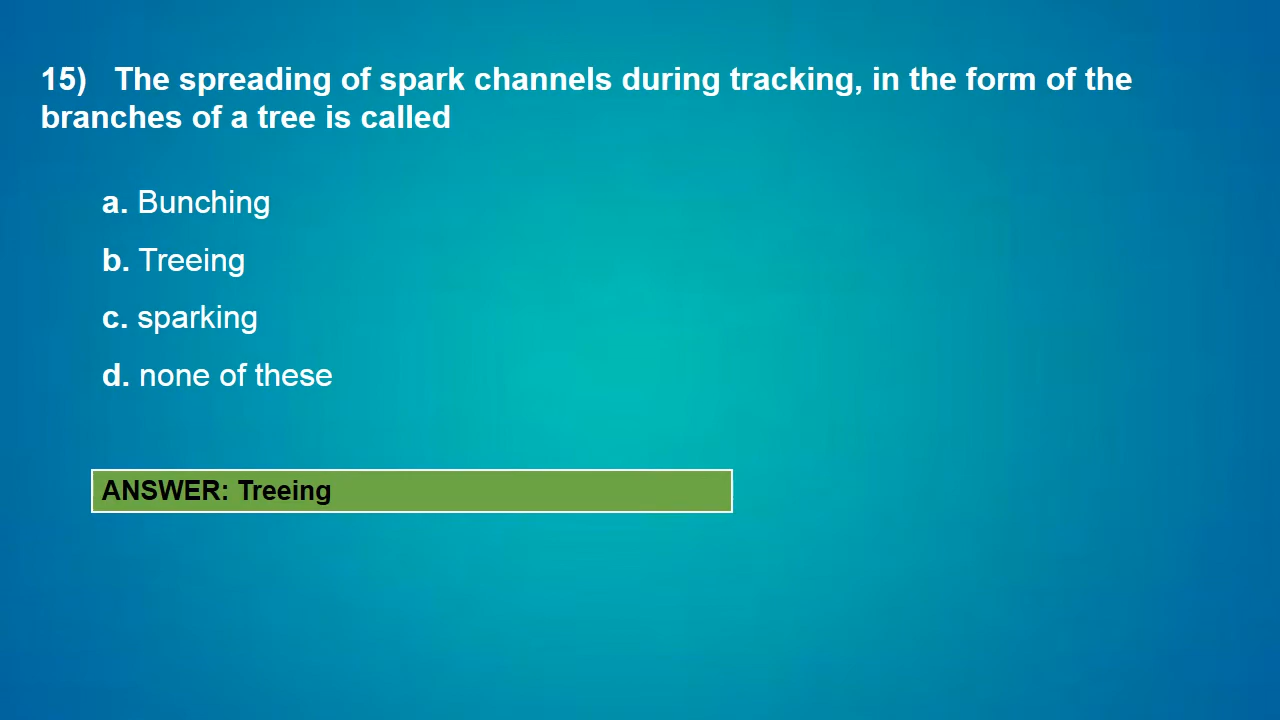 15) The spreading of spark channels during tracking, in the form of the
branches of a tree is called
a. Bunching
b. Treeing
c. sparking
d. none of these
ANSWER: Treeing